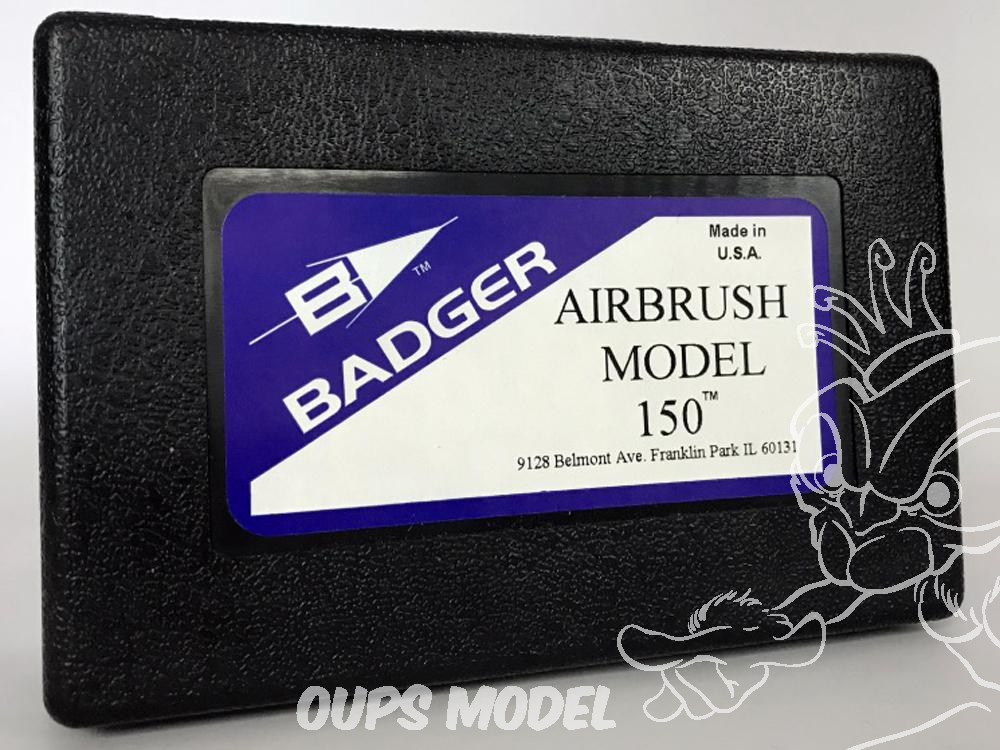 B
TM
BADGER
Made in
U.S.A.
AIRBRUSH
MODEL
150™
9128 Belmont Ave. Franklin Park IL 60131
OUPS MODEL